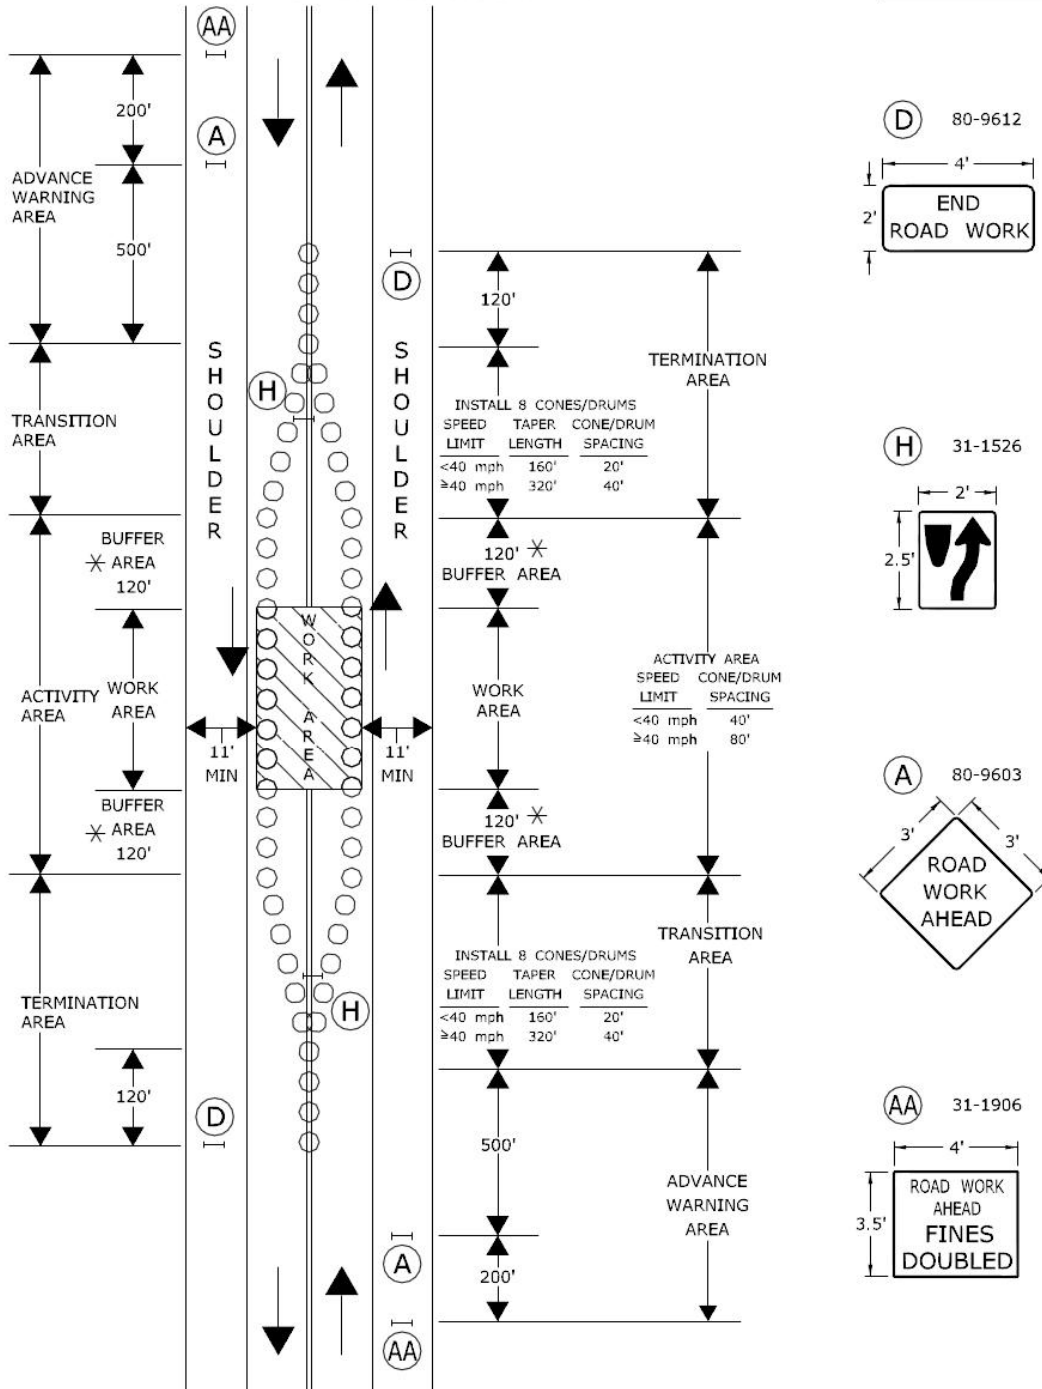 AA
200'
A
ADVANCE
WARNING
AREA
500'
D
120'
TERMINATION
AREA
SHOULDER
SHOULDER
H
TRANSITION
AREA
INSTALL 8 CONES/DRUMS
SPEED LIMIT TAPER LENGTH CONE/DRUM SPACING
<40 mph 160' 20'
≥40 mph 320' 40'
BUFFER
* AREA
120'
120' *
BUFFER AREA
WORK AREA
ACTIVITY
AREA
WORK
AREA
WORK
AREA
ACTIVITY AREA
SPEED LIMIT CONE/DRUM SPACING
<40 mph 40'
≥40 mph 80'
11'
MIN
11'
MIN
BUFFER
* AREA
120'
120' *
BUFFER AREA
TRANSITION
AREA
INSTALL 8 CONES/DRUMS
SPEED LIMIT TAPER LENGTH CONE/DRUM SPACING
<40 mph 160' 20'
≥40 mph 320' 40'
TERMINATION
AREA
H
120'
D
500'
ADVANCE
WARNING
AREA
A
200'
AA
D 80-9612
4'
2'
END
ROAD WORK
H 31-1526
2'
2.5'
A 80-9603
3' 3'
ROAD
WORK
AHEAD
AA 31-1906
4'
3.5'
ROAD WORK
AHEAD
FINES
DOUBLED